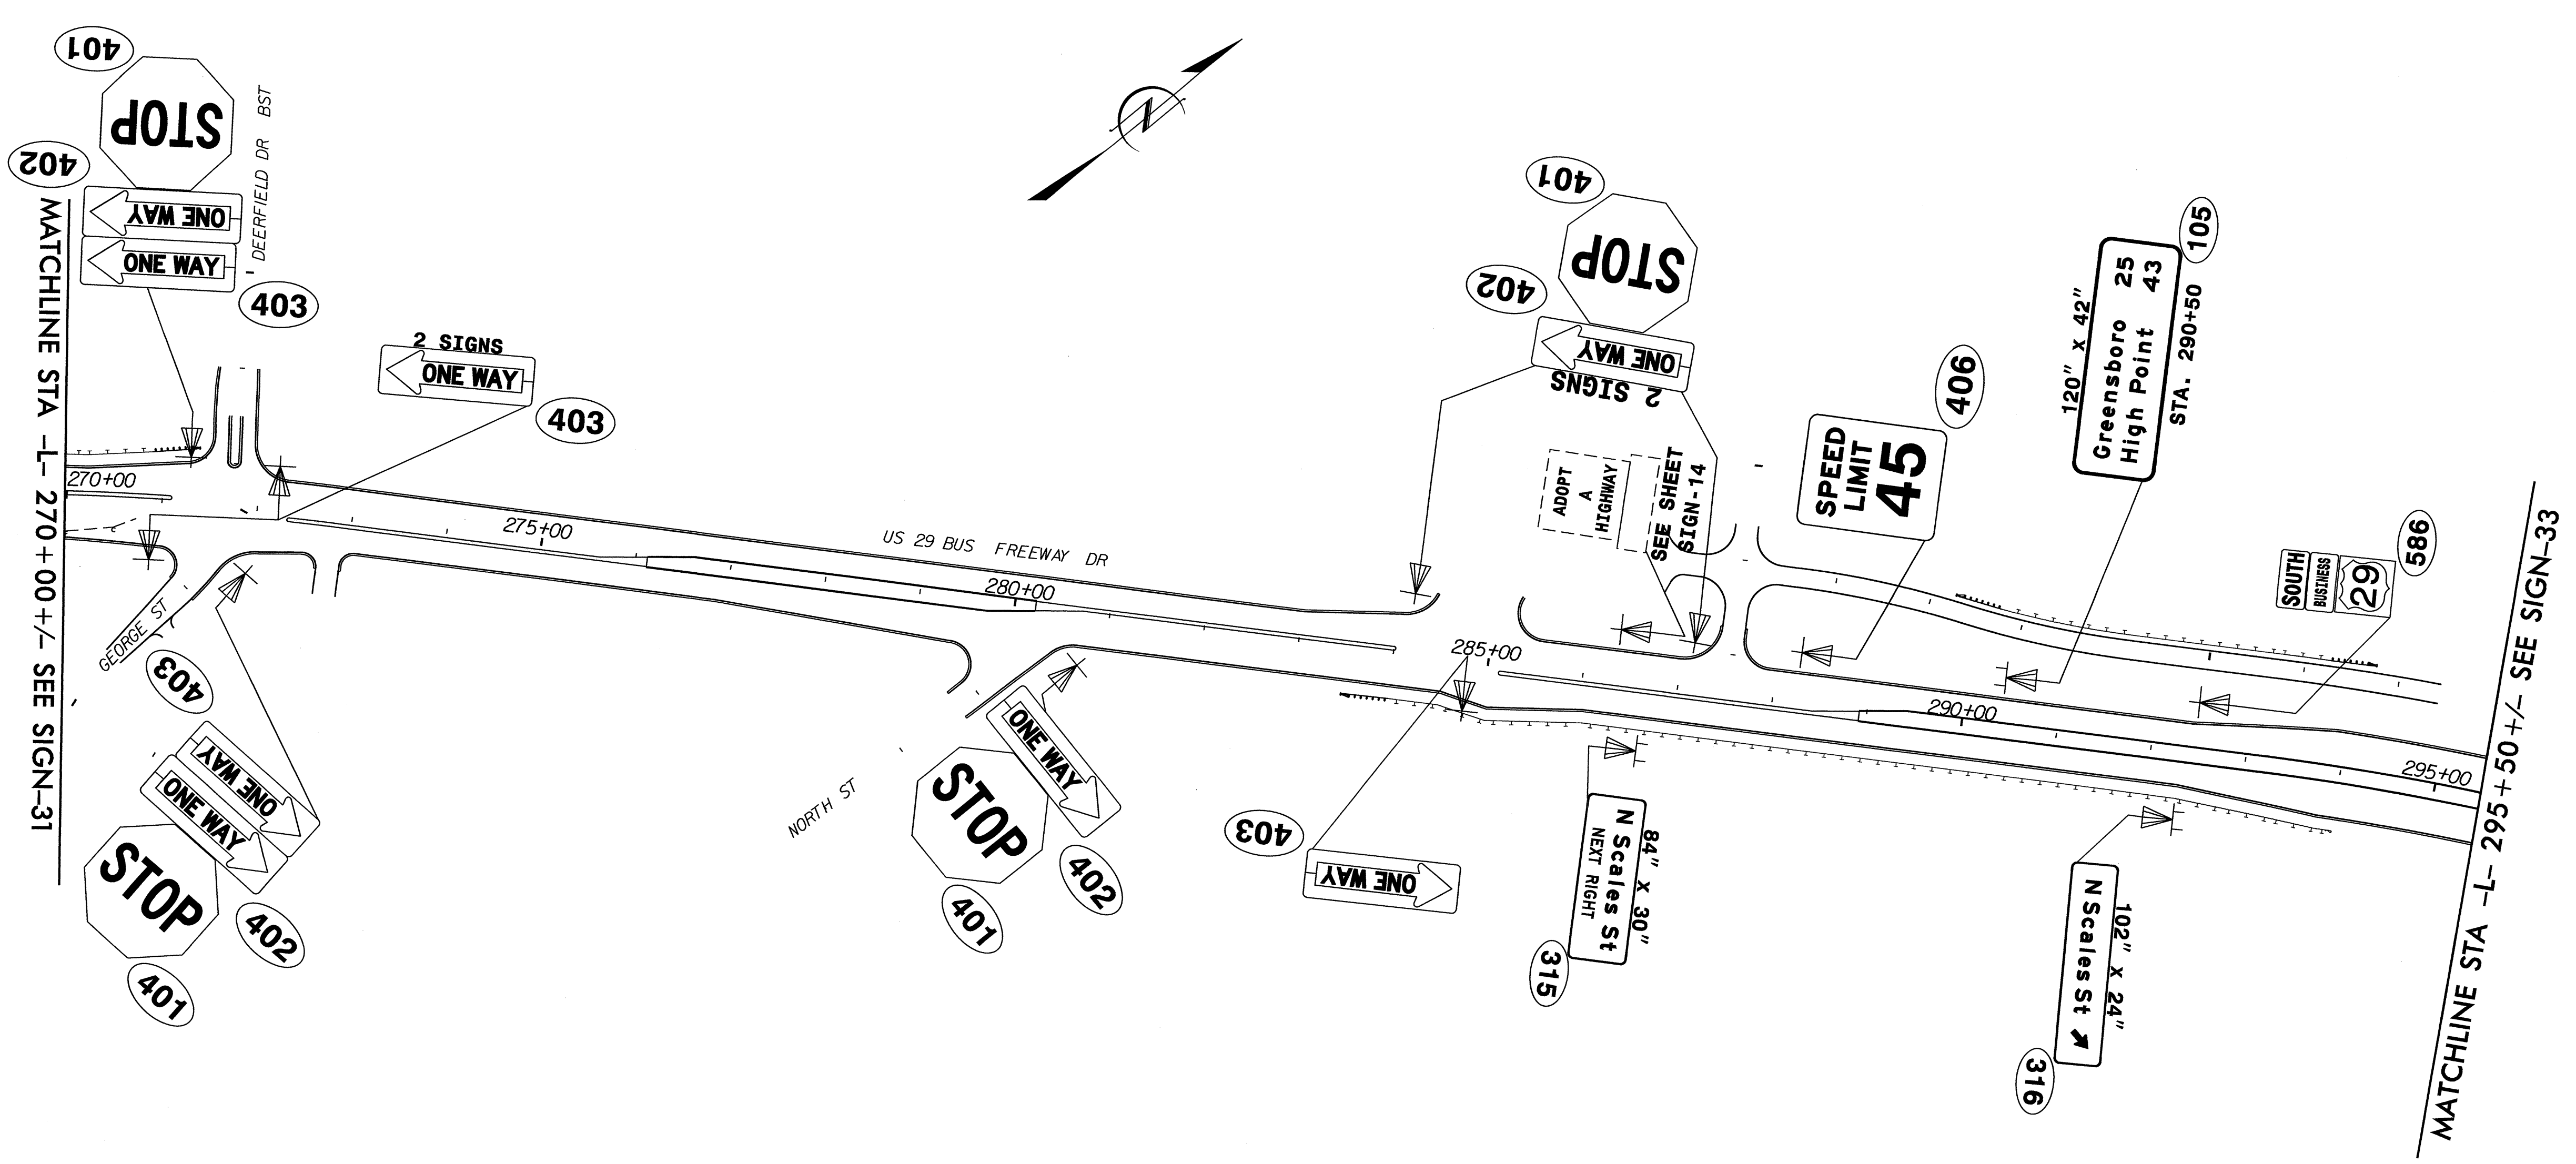 401
STOP
402
ONE WAY
ONE WAY
403
DEERFIELD DR BST
MATCHLINE STA -L- 270+00+/- SEE SIGN-31
270+00
2 SIGNS
ONE WAY
403
275+00
US 29 BUS FREEWAY DR
280+00
GEORGE ST
403
ONE WAY
ONE WAY
STOP
402
401
NORTH ST
ONE WAY
STOP
402
401
401
STOP
402
ONE WAY
2 SIGNS
ADOPT
A
HIGHWAY
SEE SHEET
SIGN-14
285+00
403
ONE WAY
SPEED
LIMIT
45
406
105
120" x 42"
Greensboro 25
High Point 43
STA. 290+50
290+00
84" x 30"
N Scales St
NEXT RIGHT
315
SOUTH
BUSINESS
29
586
295+00
102" x 24"
N Scales St
316
MATCHLINE STA -L- 295+50+/- SEE SIGN-33
N